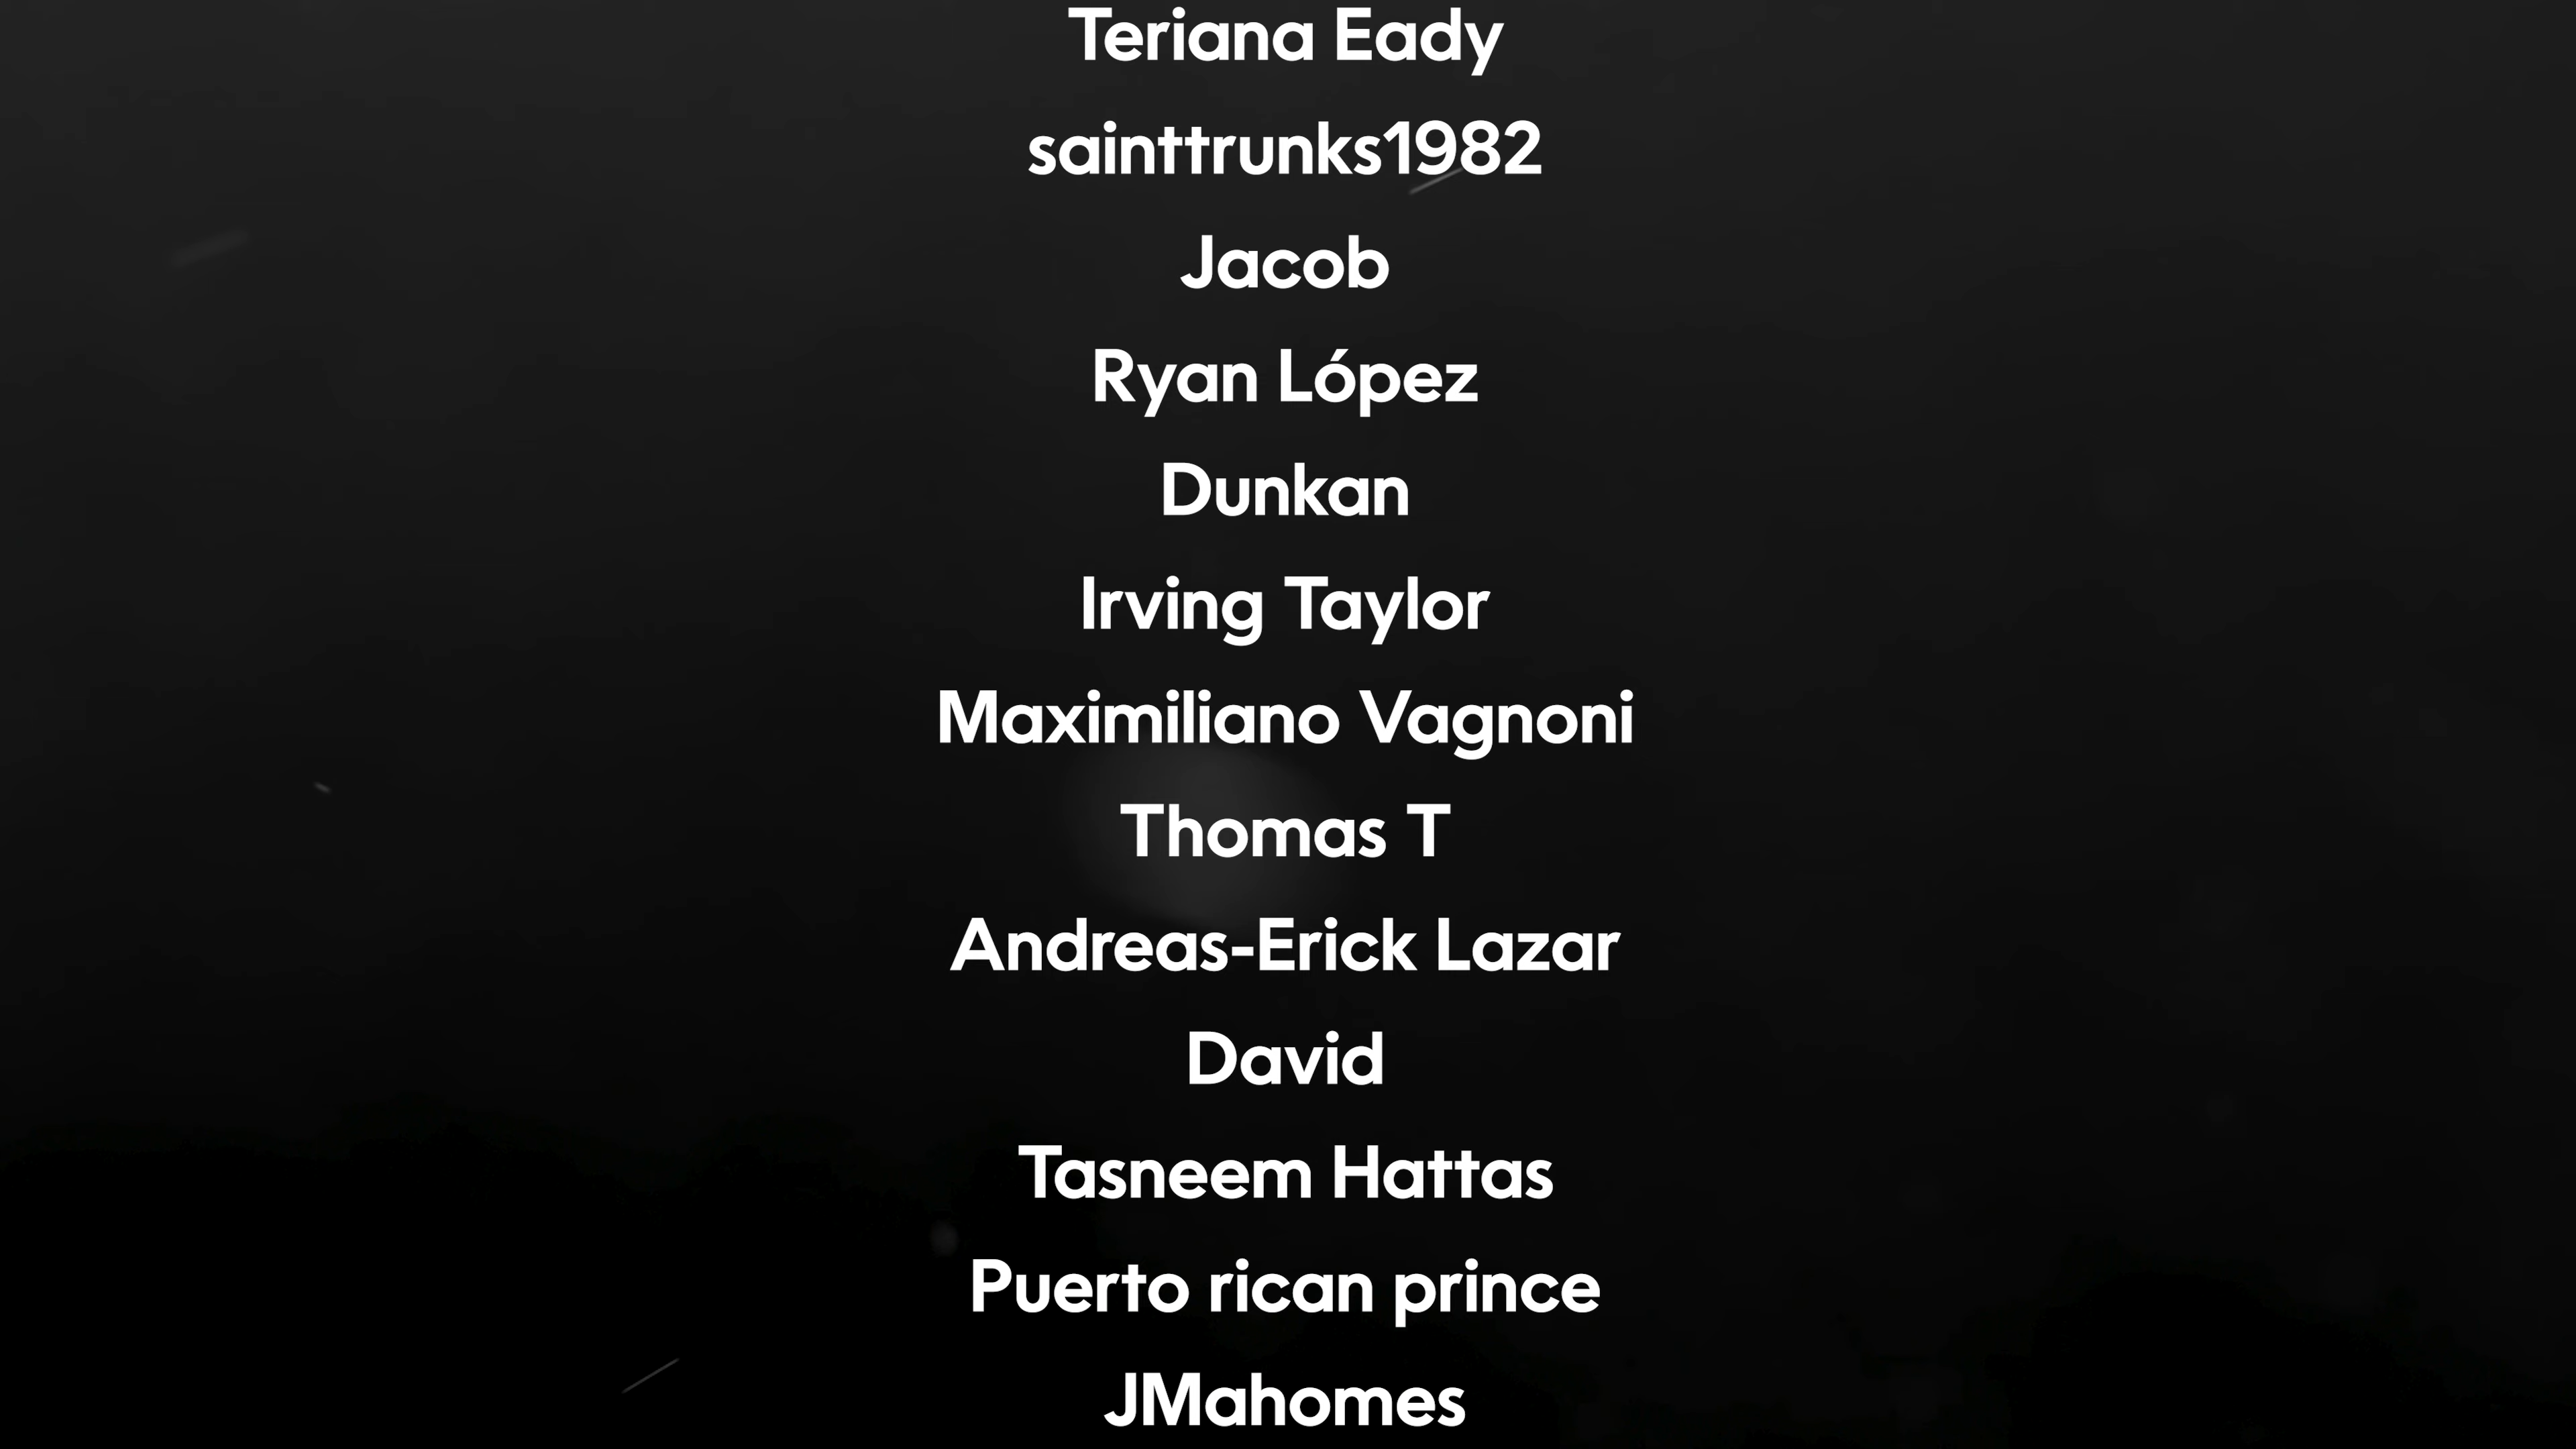 Teriana Eady
sainttrunks1982
Jacob
Ryan López
Dunkan
Irving Taylor
Maximiliano Vagnoni
Thomas T
Andreas-Erick Lazar
David
Tasneem Hattas
Puerto rican prince
JMahomes